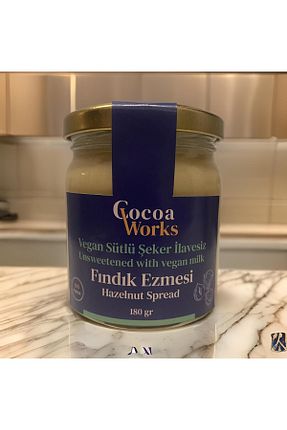 Cocoa
Works
Vegan Sütlü Şeker İlavesiz
Unsweetened with vegan milk
Fındık Ezmesi
Hazelnut Spread
180 gr